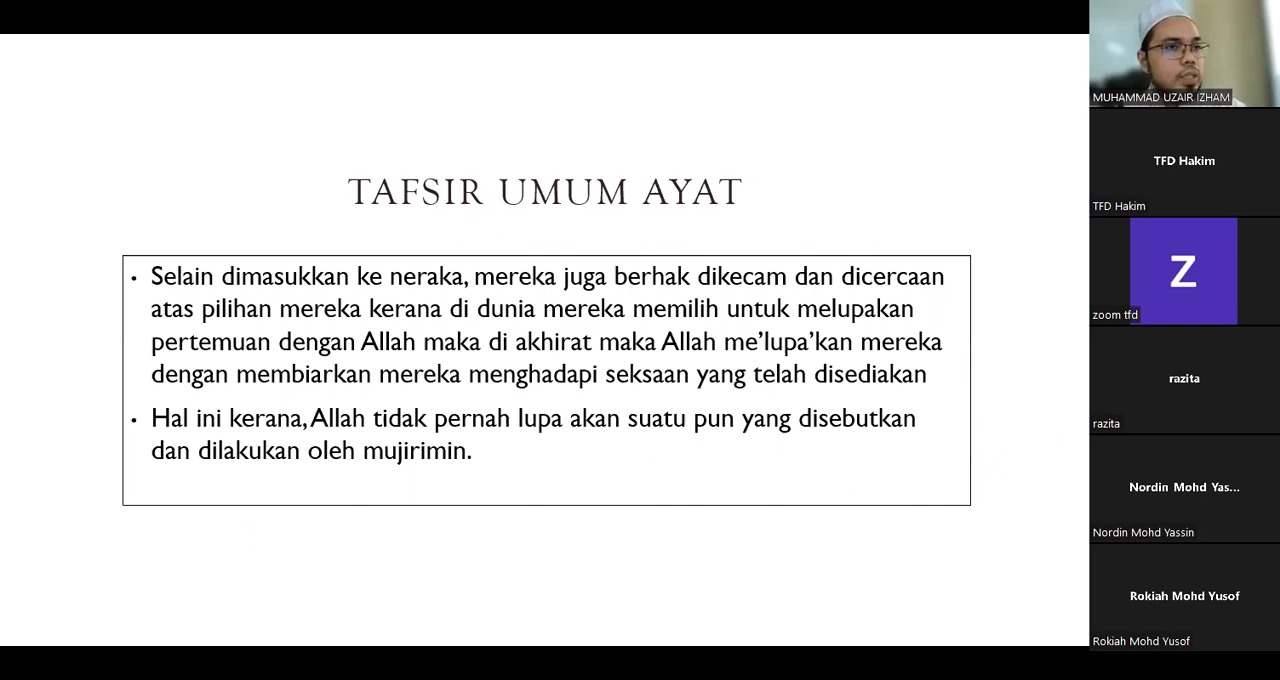 TAFSIR UMUM AYAT
• Selain dimasukkan ke neraka, mereka juga berhak dikecam dan dicercaan
atas pilihan mereka kerana di dunia mereka memilih untuk melupakan
pertemuan dengan Allah maka di akhirat maka Allah me’lupa’kan mereka
dengan membiarkan mereka menghadapi seksaan yang telah disediakan
• Hal ini kerana, Allah tidak pernah lupa akan suatu pun yang disebutkan
dan dilakukan oleh mujirimin.
MUHAMMAD UZAIR IZHAM
TFD Hakim
TFD Hakim
Z
zoom tfd
razita
razita
Nordin Mohd Yas...
Nordin Mohd Yassin
Rokiah Mohd Yusof
Rokiah Mohd Yusof